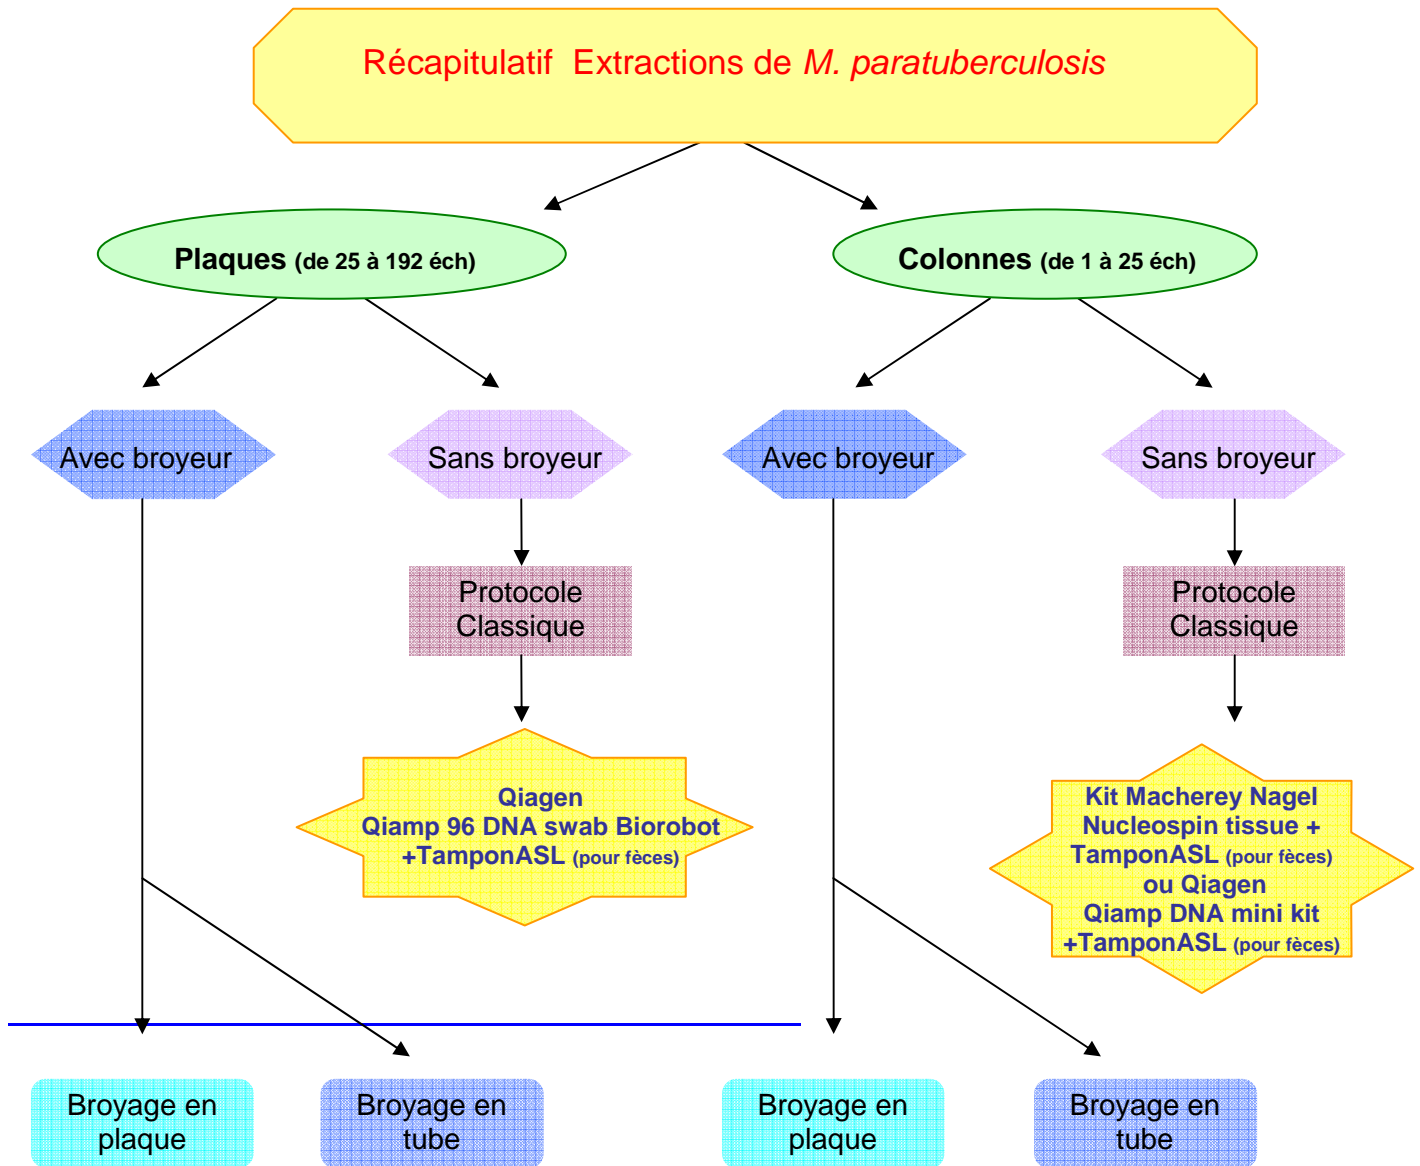 Récapitulatif Extractions de M. paratuberculosis
Plaques (de 25 à 192 éch)
Colonnes (de 1 à 25 éch)
Avec broyeur
Sans broyeur
Avec broyeur
Sans broyeur
Protocole
Classique
Protocole
Classique
Qiagen
Qiamp 96 DNA swab Biorobot
+TamponASL (pour fèces)
Kit Macherey Nagel
Nucleospin tissue +
TamponASL (pour fèces)
ou Qiagen
Qiamp DNA mini kit
+TamponASL (pour fèces)
Broyage en
plaque
Broyage en
tube
Broyage en
plaque
Broyage en
tube